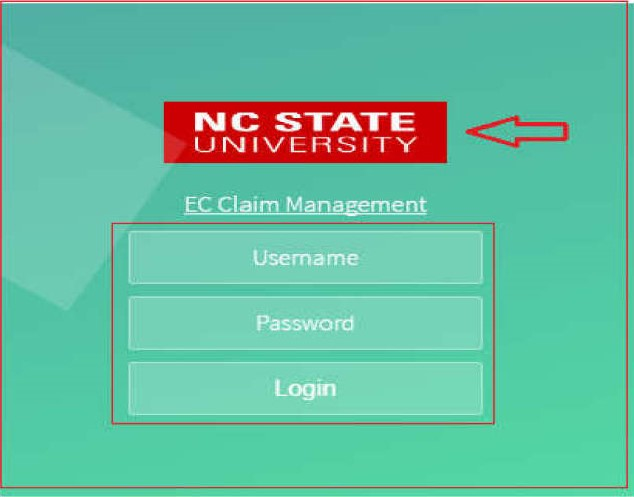 NC STATE
UNIVERSITY
EC Claim Management
Username
Password
Login